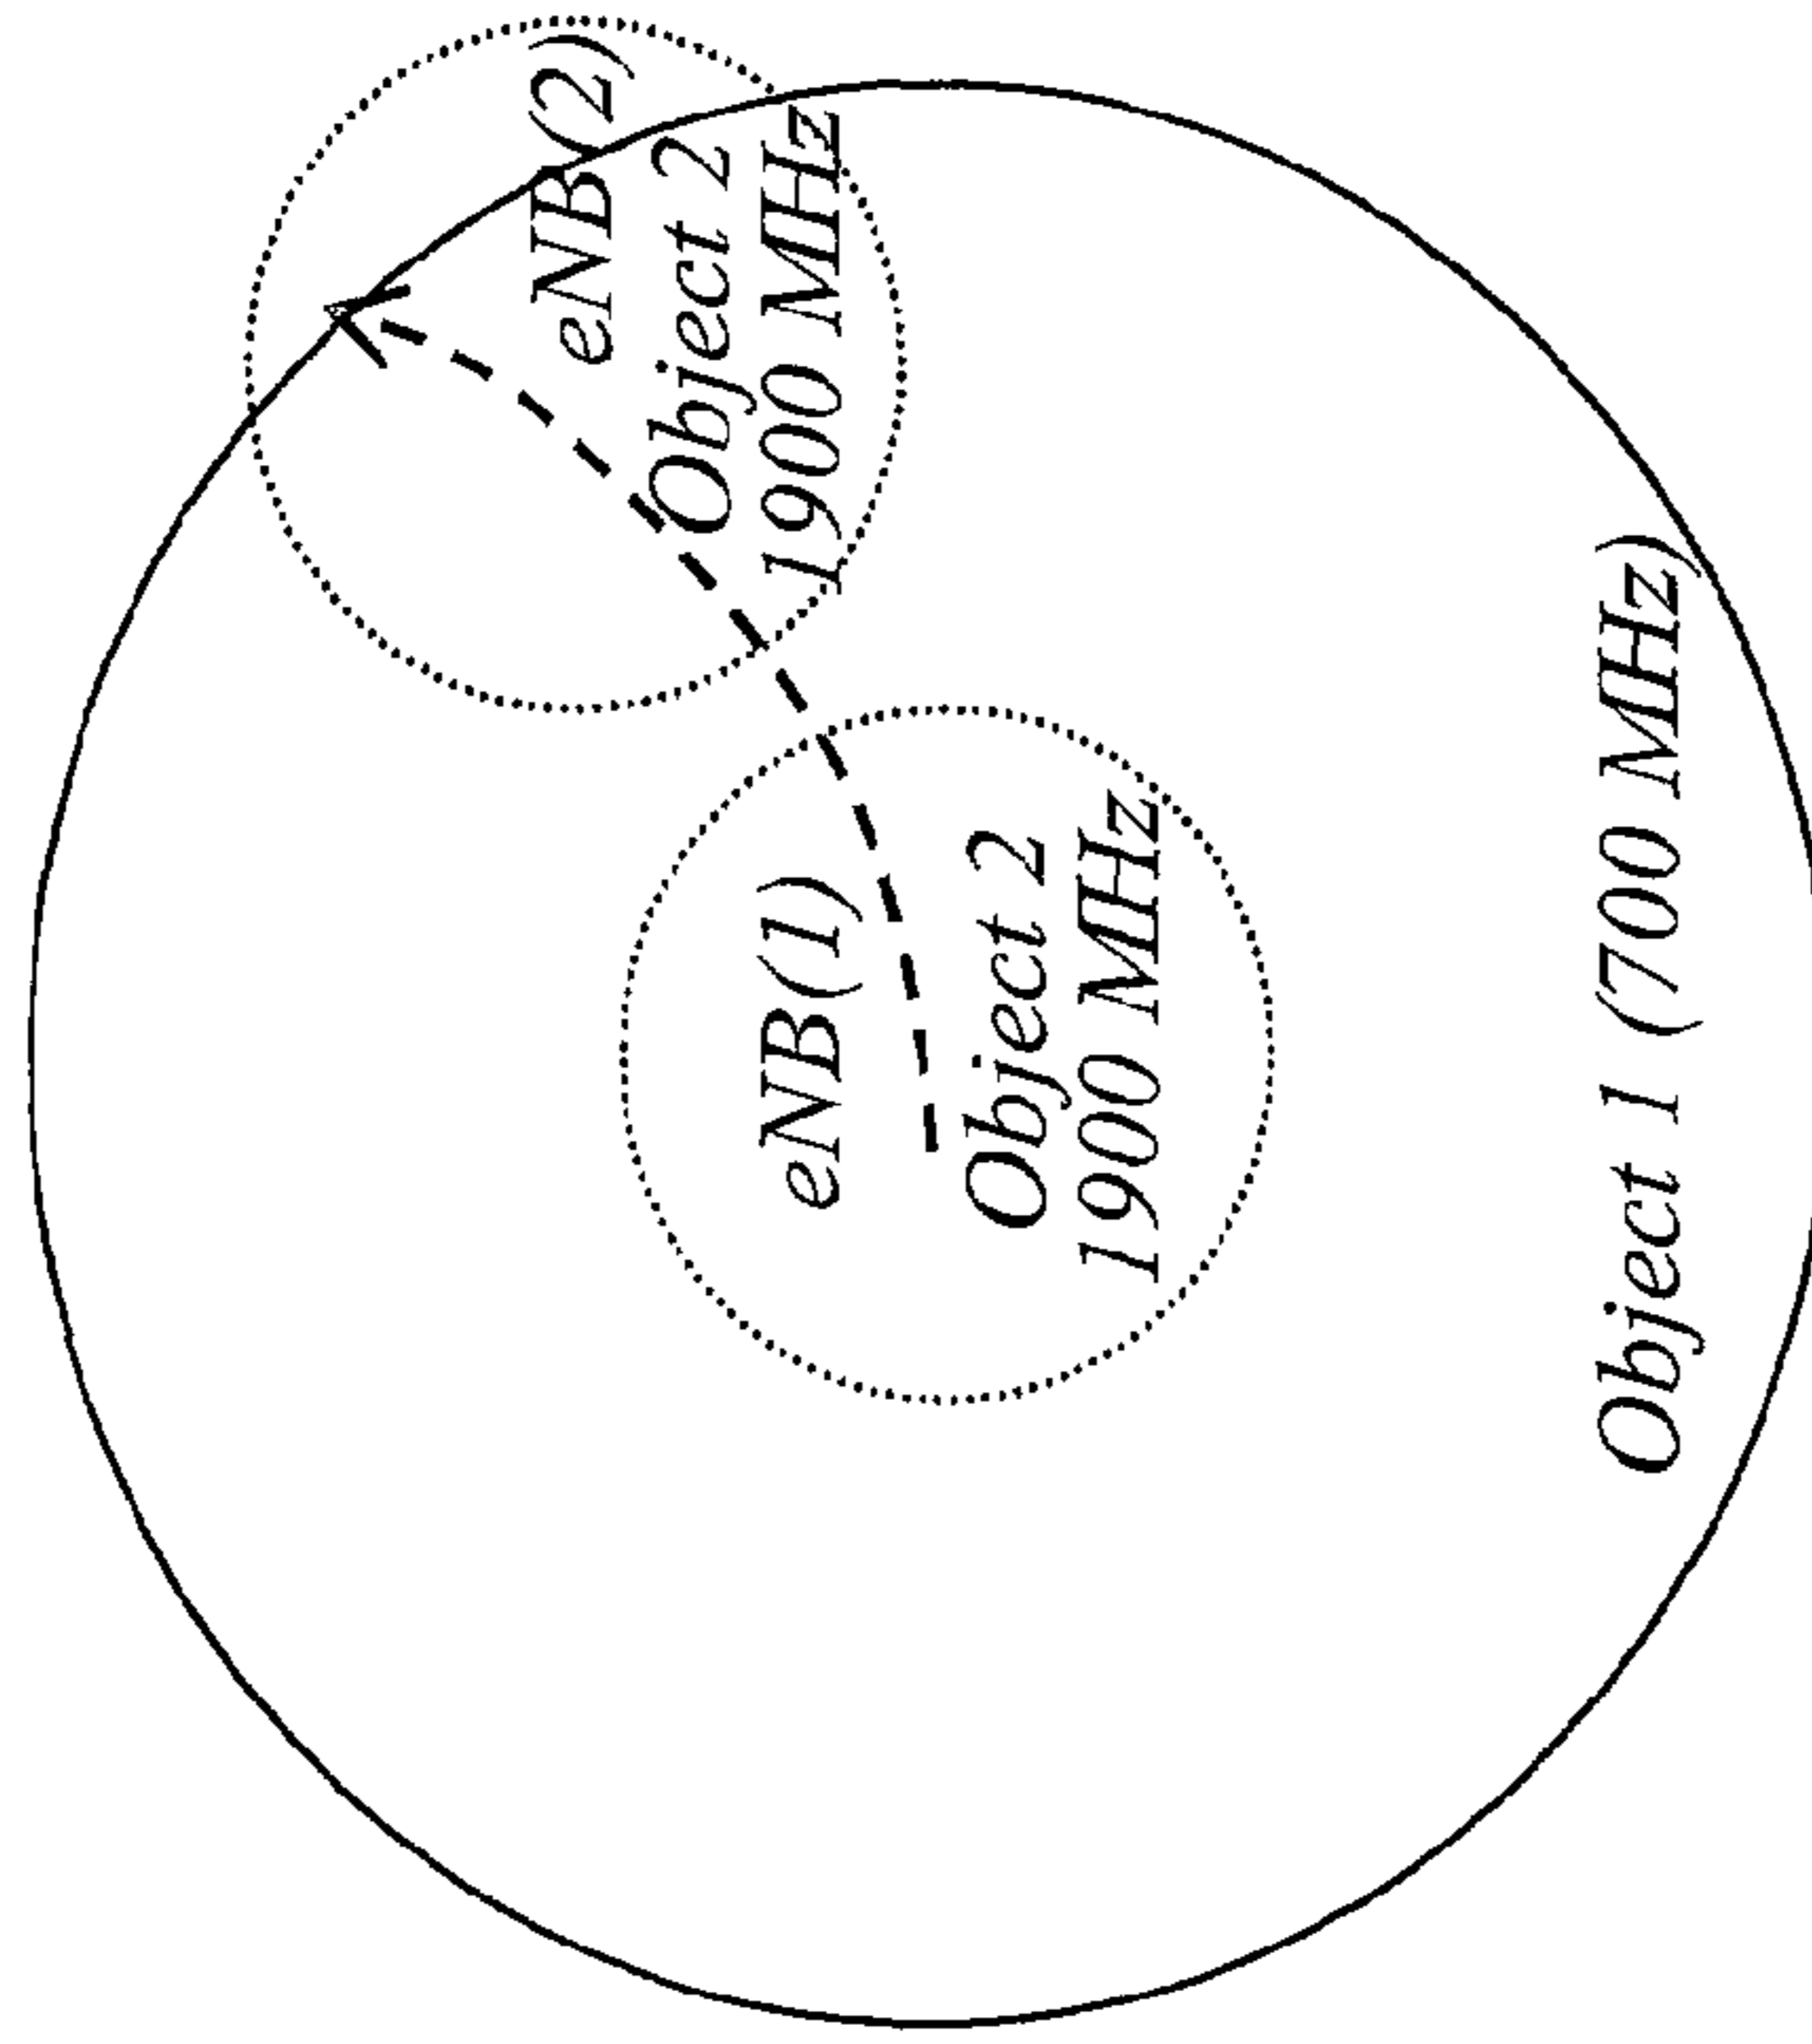 eNB(2)
Object 2
1900 MHz
eNB(1)
Object 2
1900 MHz
Object 1 (700 MHz)